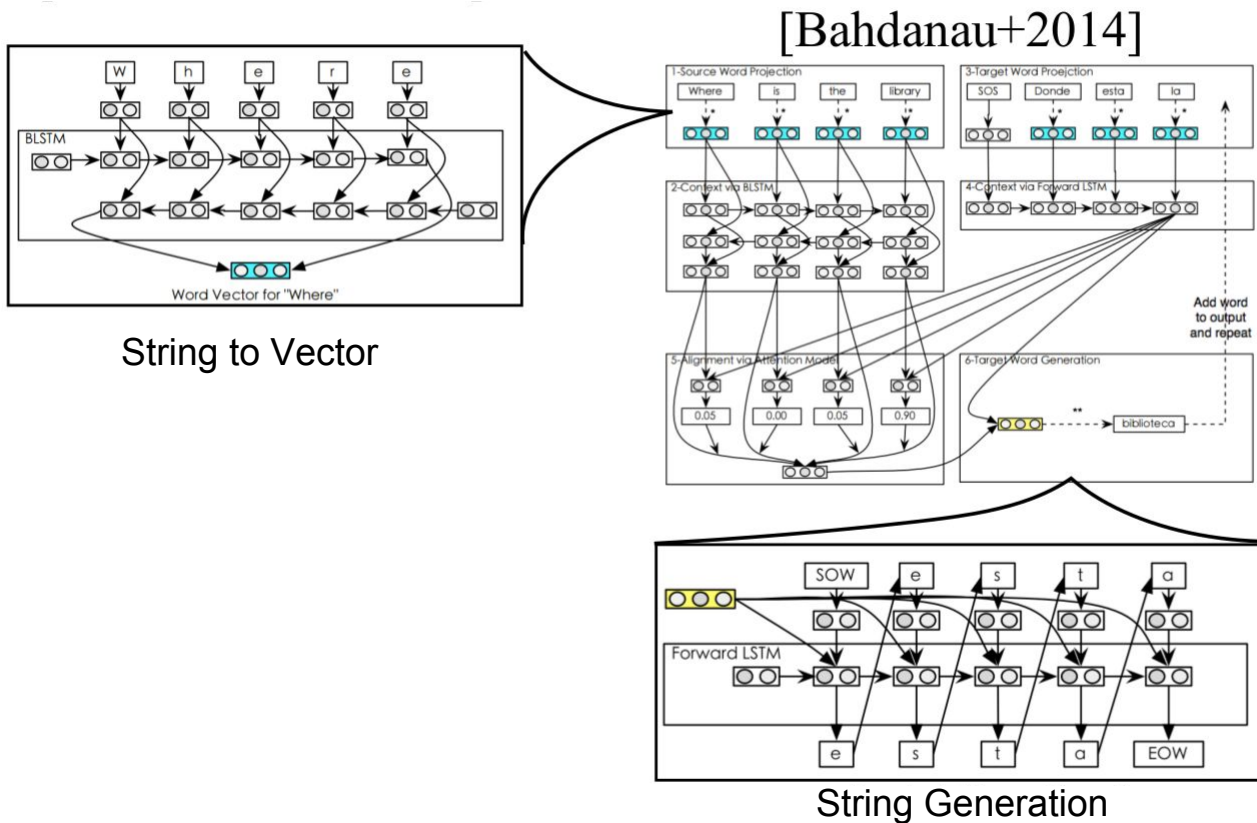 [Bahdanau+2014]
W h e r e
BLSTM
Word Vector for "Where"
String to Vector
1-Source Word Projection
Where is the library
* * * *
3-Target Word Proejction
SOS Donde esta la
* * *
2-Context via BLSTM
4-Context via Forward LSTM
Add word
to output
and repeat
5-Alignment via Attention Model
0.05 0.00 0.05 0.90
6-Target Word Generation
** biblioteca
SOW e s t a
Forward LSTM
e s t a EOW
String Generation